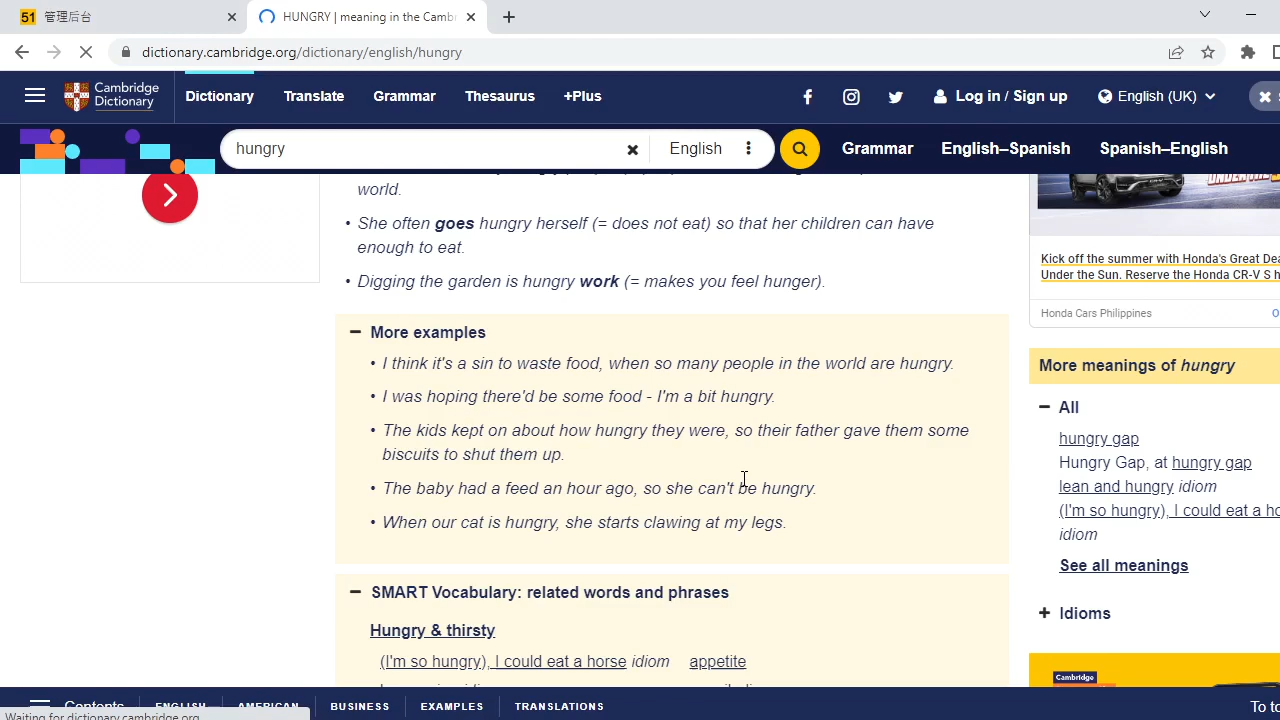 51 管理后台
HUNGRY | meaning in the Camb
dictionary.cambridge.org/dictionary/english/hungry
Cambridge
Dictionary
Dictionary Translate Grammar Thesaurus +Plus
Log in / Sign up English (UK)
hungry English
Grammar English–Spanish Spanish–English
world.
• She often goes hungry herself (= does not eat) so that her children can have
enough to eat.
• Digging the garden is hungry work (= makes you feel hunger).
More examples
• I think it's a sin to waste food, when so many people in the world are hungry.
• I was hoping there'd be some food - I'm a bit hungry.
• The kids kept on about how hungry they were, so their father gave them some
biscuits to shut them up.
• The baby had a feed an hour ago, so she can't be hungry.
• When our cat is hungry, she starts clawing at my legs.
SMART Vocabulary: related words and phrases
Hungry & thirsty
(I'm so hungry), I could eat a horse idiom appetite
Kick off the summer with Honda's Great Dea
Under the Sun. Reserve the Honda CR-V S h
Honda Cars Philippines
More meanings of hungry
All
hungry gap
Hungry Gap, at hungry gap
lean and hungry idiom
(I'm so hungry), I could eat a ho
idiom
See all meanings
Idioms
Cambridge
Contents ENGLISH AMERICAN BUSINESS EXAMPLES TRANSLATIONS To to
Waiting for dictionary.cambridge.org